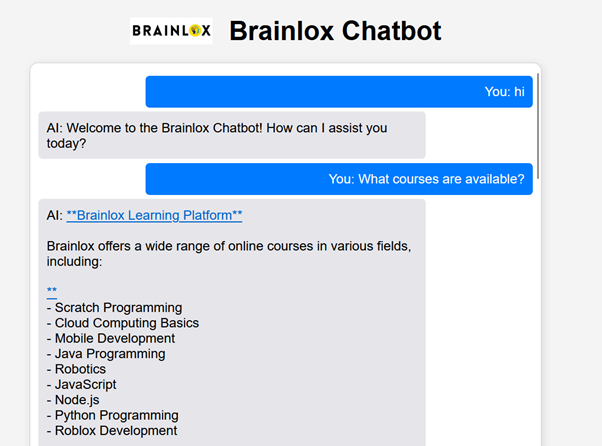 BRAINLOX Brainlox Chatbot
You: hi
AI: Welcome to the Brainlox Chatbot! How can I assist you
today?
You: What courses are available?
AI: **Brainlox Learning Platform**
Brainlox offers a wide range of online courses in various fields,
including:
**
- Scratch Programming
- Cloud Computing Basics
- Mobile Development
- Java Programming
- Robotics
- JavaScript
- Node.js
- Python Programming
- Roblox Development